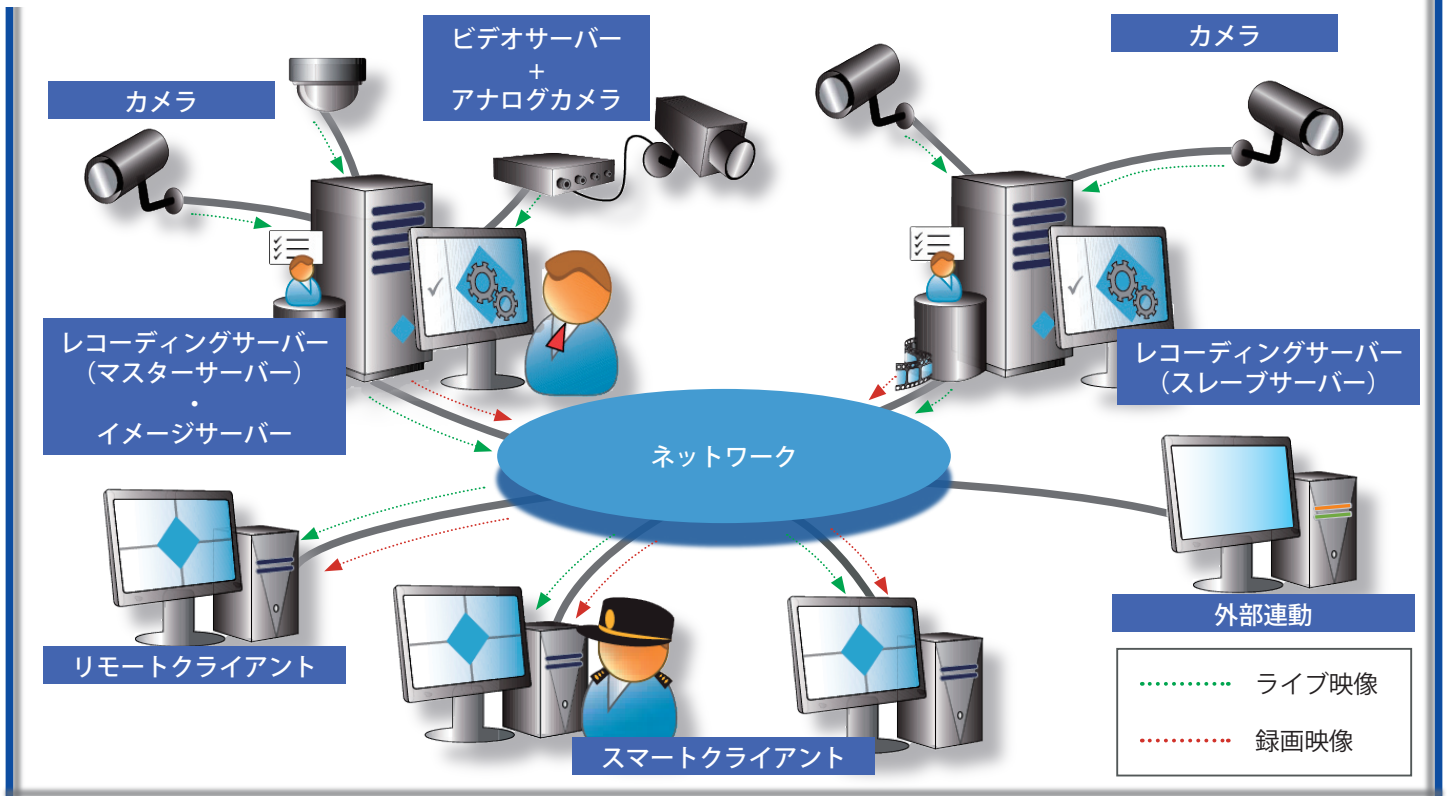 ビデオサーバー
+
アナログカメラ
カメラ
カメラ
レコーディングサーバー
（マスターサーバー）
・
イメージサーバー
レコーディングサーバー
（スレーブサーバー）
ネットワーク
外部連動
リモートクライアント
スマートクライアント
ライブ映像
録画映像